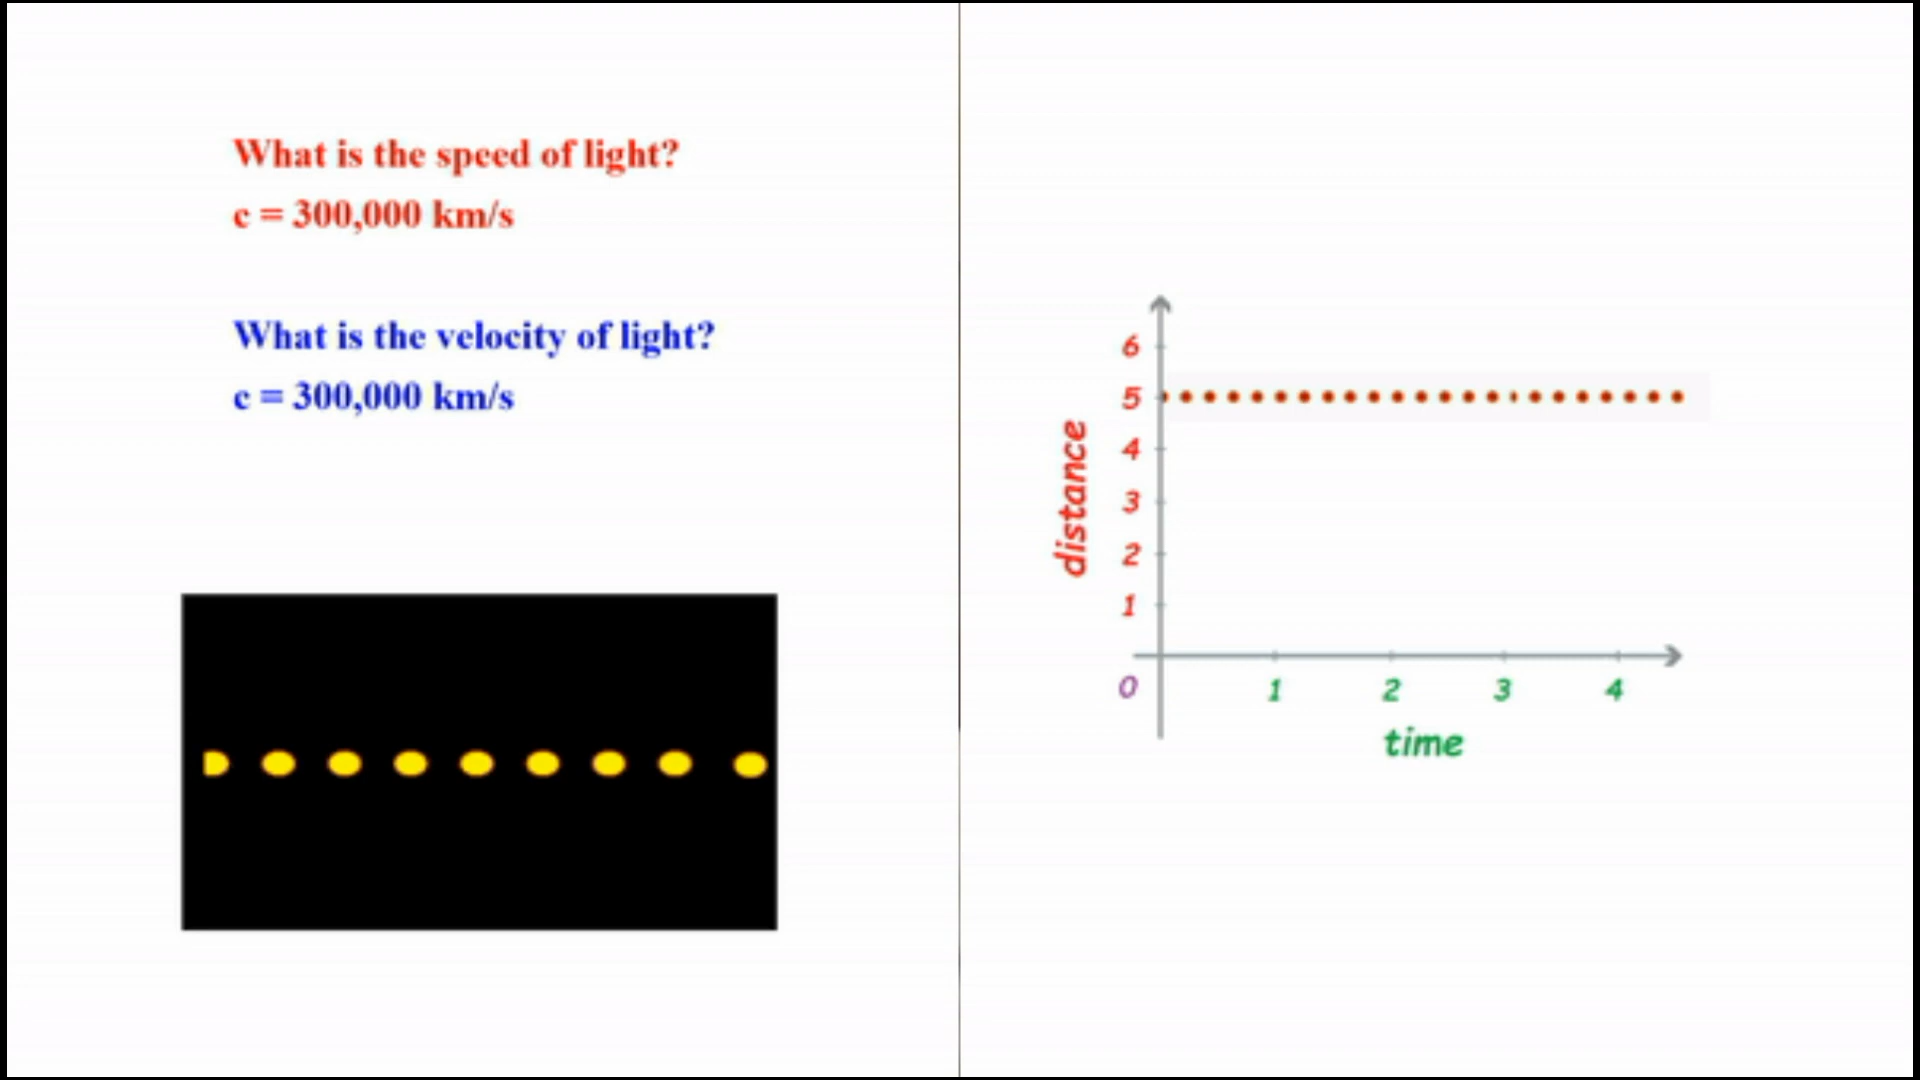 What is the speed of light?
c = 300,000 km/s
What is the velocity of light?
c = 300,000 km/s
6
5
4
3
2
1
distance
0 1 2 3 4
time